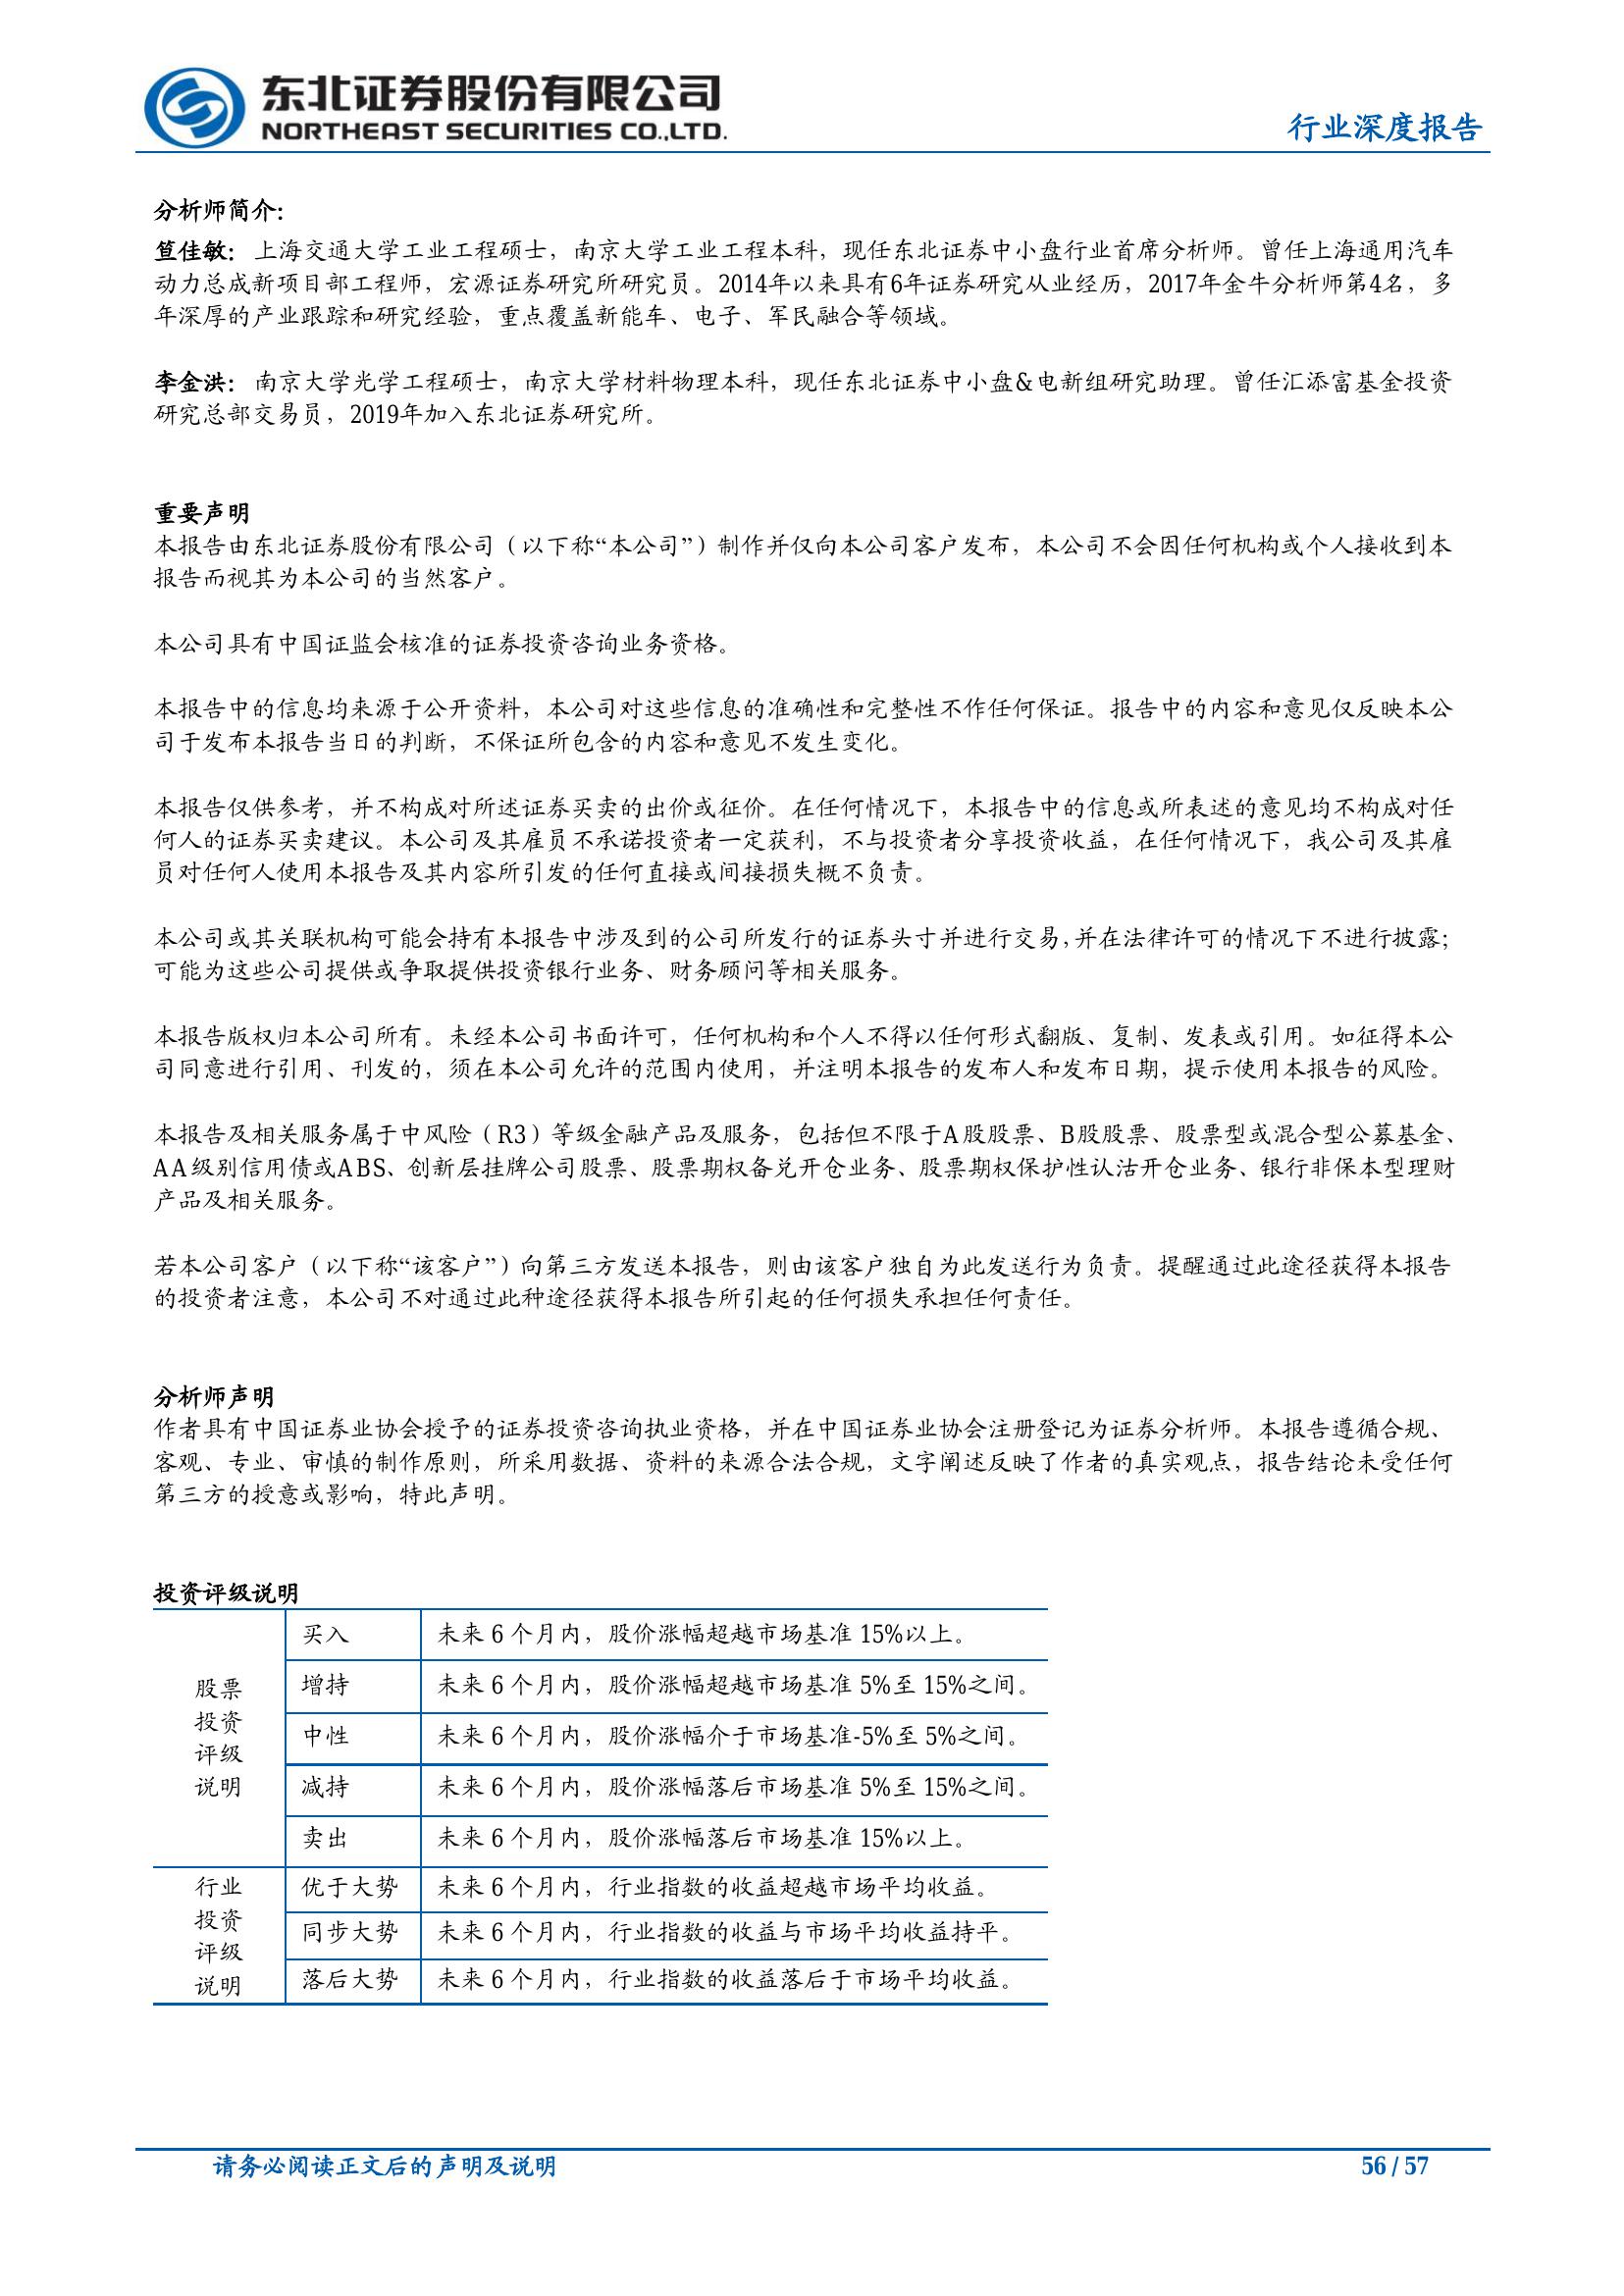 东北证券股份有限公司
NORTHEAST SECURITIES CO.,LTD.
行业深度报告
分析师简介：
笪佳敏：上海交通大学工业工程硕士，南京大学工业工程本科，现任东北证券中小盘行业首席分析师。曾任上海通用汽车
动力总成新项目部工程师，宏源证券研究所研究员。2014年以来具有6年证券研究从业经历，2017年金牛分析师第4名，多
年深厚的产业跟踪和研究经验，重点覆盖新能车、电子、军民融合等领域。
李金洪：南京大学光学工程硕士，南京大学材料物理本科，现任东北证券中小盘&电新组研究助理。曾任汇添富基金投资
研究总部交易员，2019年加入东北证券研究所。
重要声明
本报告由东北证券股份有限公司（以下称“本公司”）制作并仅向本公司客户发布，本公司不会因任何机构或个人接收到本
报告而视其为本公司的当然客户。
本公司具有中国证监会核准的证券投资咨询业务资格。
本报告中的信息均来源于公开资料，本公司对这些信息的准确性和完整性不作任何保证。报告中的内容和意见仅反映本公
司于发布本报告当日的判断，不保证所包含的内容和意见不发生变化。
本报告仅供参考，并不构成对所述证券买卖的出价或征价。在任何情况下，本报告中的信息或所表述的意见均不构成对任
何人的证券买卖建议。本公司及其雇员不承诺投资者一定获利，不与投资者分享投资收益，在任何情况下，我公司及其雇
员对任何人使用本报告及其内容所引发的任何直接或间接损失概不负责。
本公司或其关联机构可能会持有本报告中涉及到的公司所发行的证券头寸并进行交易，并在法律许可的情况下不进行披露；
可能为这些公司提供或争取提供投资银行业务、财务顾问等相关服务。
本报告版权归本公司所有。未经本公司书面许可，任何机构和个人不得以任何形式翻版、复制、发表或引用。如征得本公
司同意进行引用、刊发的，须在本公司允许的范围内使用，并注明本报告的发布人和发布日期，提示使用本报告的风险。
本报告及相关服务属于中风险（R3）等级金融产品及服务，包括但不限于A股股票、B股股票、股票型或混合型公募基金、
AA级别信用债或ABS、创新层挂牌公司股票、股票期权备兑开仓业务、股票期权保护性认沽开仓业务、银行非保本型理财
产品及相关服务。
若本公司客户（以下称“该客户”）向第三方发送本报告，则由该客户独自为此发送行为负责。提醒通过此途径获得本报告
的投资者注意，本公司不对通过此种途径获得本报告所引起的任何损失承担任何责任。
分析师声明
作者具有中国证券业协会授予的证券投资咨询执业资格，并在中国证券业协会注册登记为证券分析师。本报告遵循合规、
客观、专业、审慎的制作原则，所采用数据、资料的来源合法合规，文字阐述反映了作者的真实观点，报告结论未受任何
第三方的授意或影响，特此声明。
投资评级说明
股票
投资
评级
说明
买入 未来 6 个月内，股价涨幅超越市场基准 15%以上。
增持 未来 6 个月内，股价涨幅超越市场基准 5%至 15%之间。
中性 未来 6 个月内，股价涨幅介于市场基准-5%至 5%之间。
减持 未来 6 个月内，股价涨幅落后市场基准 5%至 15%之间。
卖出 未来 6 个月内，股价涨幅落后市场基准 15%以上。
行业
投资
评级
说明
优于大势 未来 6 个月内，行业指数的收益超越市场平均收益。
同步大势 未来 6 个月内，行业指数的收益与市场平均收益持平。
落后大势 未来 6 个月内，行业指数的收益落后于市场平均收益。
请务必阅读正文后的声明及说明
56 / 57